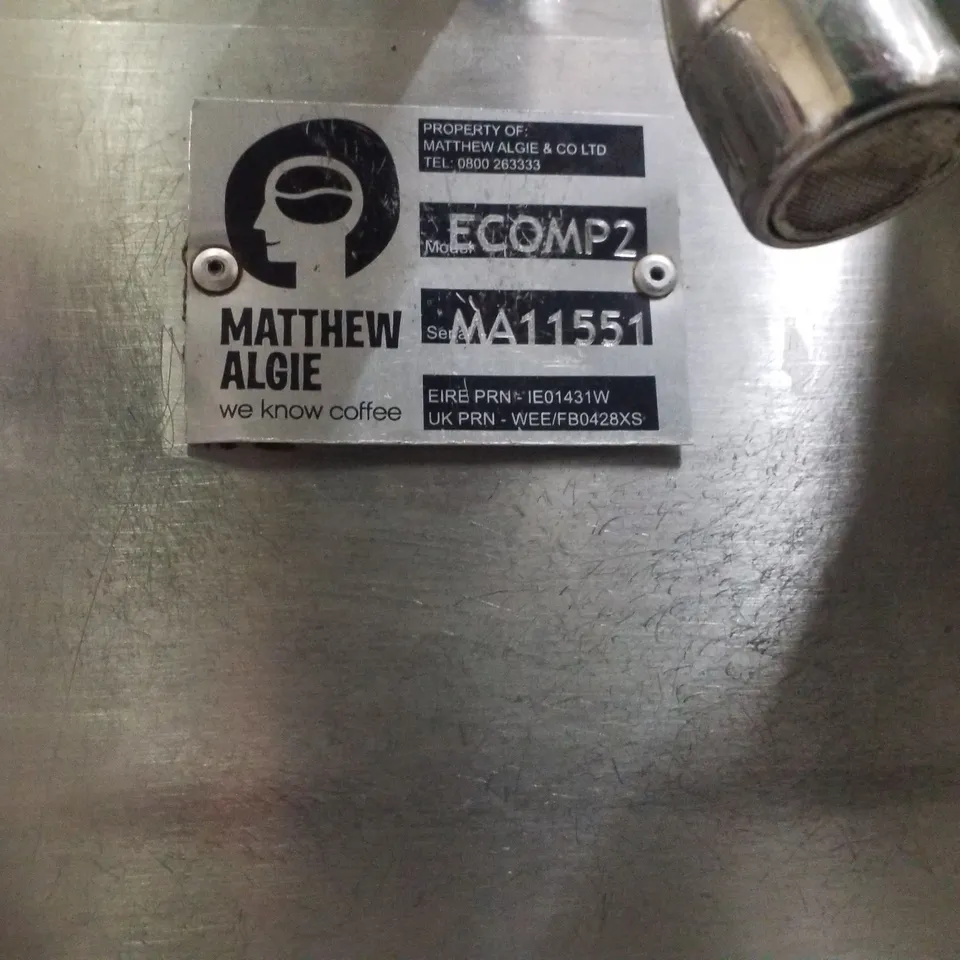 MATTHEW
ALGIE
we know coffee
PROPERTY OF:
MATTHEW ALGIE & CO LTD
TEL: 0800 263333
Model ECOMP2
Serial MA11551
EIRE PRN - IE01431W
UK PRN - WEE/FB0428XS